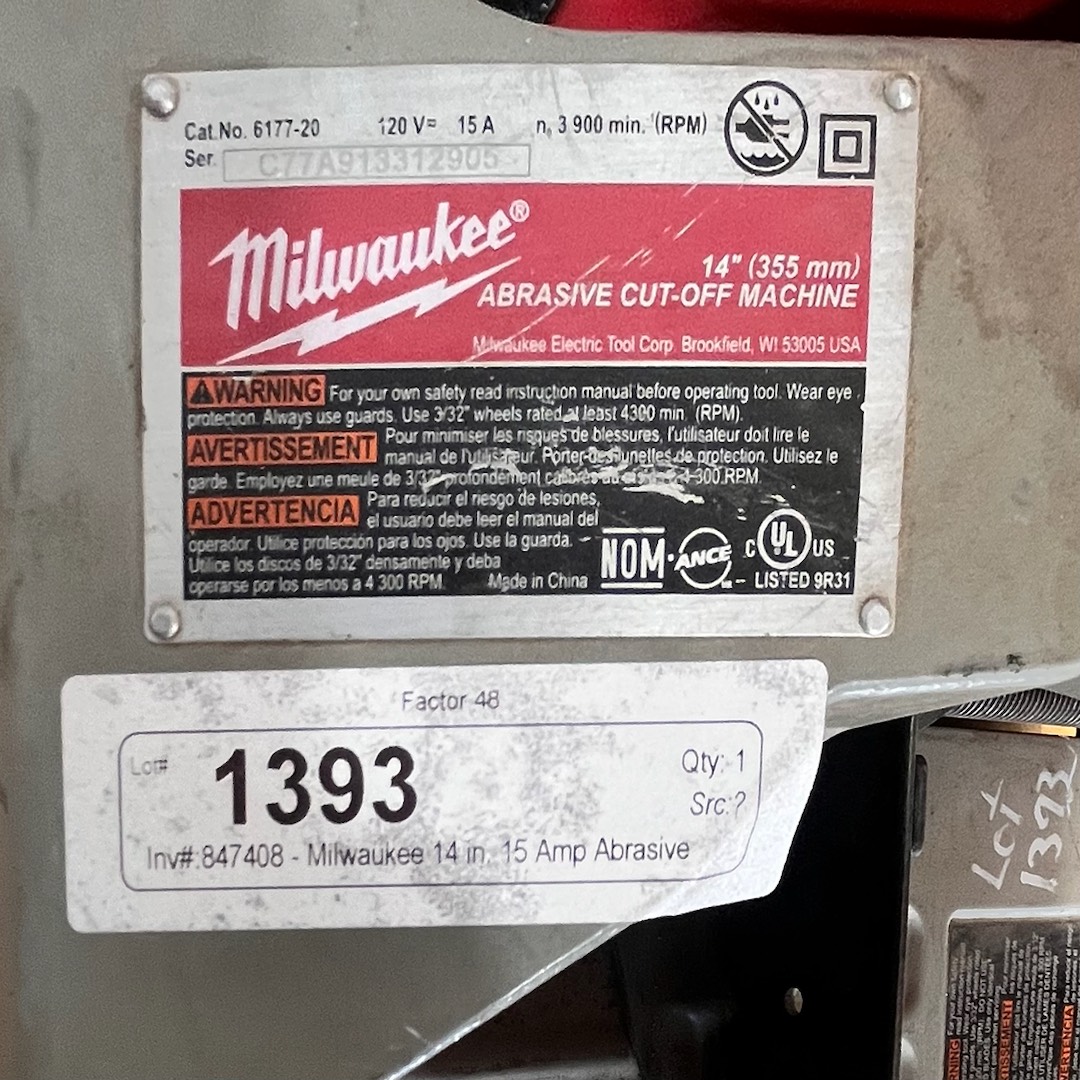 Cat.No. 6177-20 120 V≂ 15 A n₀ 3 900 min.⁻¹(RPM)
Ser. C77A913312905
Milwaukee®
14" (355 mm)
ABRASIVE CUT-OFF MACHINE
Milwaukee Electric Tool Corp. Brookfield, WI 53005 USA
WARNING For your own safety read instruction manual before operating tool. Wear eye
protection. Always use guards. Use 3/32" wheels rated at least 4300 min. (RPM).
AVERTISSEMENT Pour minimiser les risques de blessures, l'utilisateur doit lire le
manual de l'utilisateur. Porter des lunettes de protection. Utilisez le
garde. Employez une meule de 3/32" profondement 4 300.RPM
ADVERTENCIA Para reducir el riesgo de lesiones,
el usuario debe leer el manual del
operador. Utilice protección para los ojos. Use la guarda.
Utilice los discos de 3/32" densamente y deba
operarse por los menos a 4 300 RPM. Made in China
NOM ANCE
C UL US
LISTED 9R31
Factor 48
Lot# 1393
Qty: 1
Src:?
Inv#:847408 - Milwaukee 14 in. 15 Amp Abrasive
LOT
1393